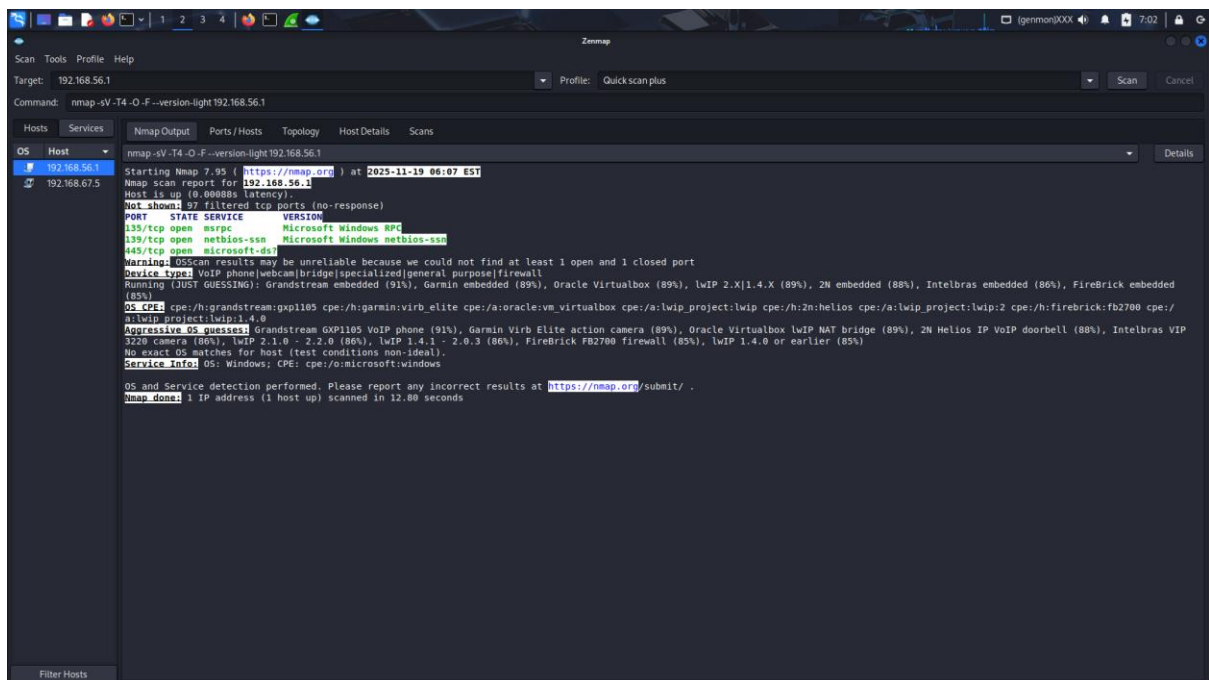 1 2 3 4
(genmon)XXX
7:02
Zenmap
Scan Tools Profile Help
Target: 192.168.56.1
Profile: Quick scan plus
Scan
Cancel
Command: nmap -sV -T4 -O -F --version-light 192.168.56.1
Hosts Services
Nmap Output Ports / Hosts Topology Host Details Scans
OS Host
nmap -sV -T4 -O -F --version-light 192.168.56.1
Details
192.168.56.1
192.168.67.5
Starting Nmap 7.95 ( https://nmap.org ) at 2025-11-19 06:07 EST
Nmap scan report for 192.168.56.1
Host is up (0.00088s latency).
Not shown: 97 filtered tcp ports (no-response)
PORT STATE SERVICE VERSION
135/tcp open msrpc Microsoft Windows RPC
139/tcp open netbios-ssn Microsoft Windows netbios-ssn
445/tcp open microsoft-ds?
Warning: OSScan results may be unreliable because we could not find at least 1 open and 1 closed port
Device type: VoIP phone|webcam|bridge|specialized|general purpose|firewall
Running (JUST GUESSING): Grandstream embedded (91%), Garmin embedded (89%), Oracle Virtualbox (89%), lwIP 2.X|1.4.X (89%), 2N embedded (88%), Intelbras embedded (86%), FireBrick embedded
(85%)
OS CPE: cpe:/h:grandstream:gxp1105 cpe:/h:garmin:virb_elite cpe:/a:oracle:vm_virtualbox cpe:/a:lwip_project:lwip cpe:/h:2n:helios cpe:/a:lwip_project:lwip:2 cpe:/h:firebrick:fb2700 cpe:/
a:lwip_project:lwip:1.4.0
Aggressive OS guesses: Grandstream GXP1105 VoIP phone (91%), Garmin Virb Elite action camera (89%), Oracle Virtualbox lwIP NAT bridge (89%), 2N Helios IP VoIP doorbell (88%), Intelbras VIP
3220 camera (86%), lwIP 2.1.0 - 2.2.0 (86%), lwIP 1.4.1 - 2.0.3 (86%), FireBrick FB2700 firewall (85%), lwIP 1.4.0 or earlier (85%)
No exact OS matches for host (test conditions non-ideal).
Service Info: OS: Windows; CPE: cpe:/o:microsoft:windows
OS and Service detection performed. Please report any incorrect results at https://nmap.org/submit/ .
Nmap done: 1 IP address (1 host up) scanned in 12.80 seconds
Filter Hosts